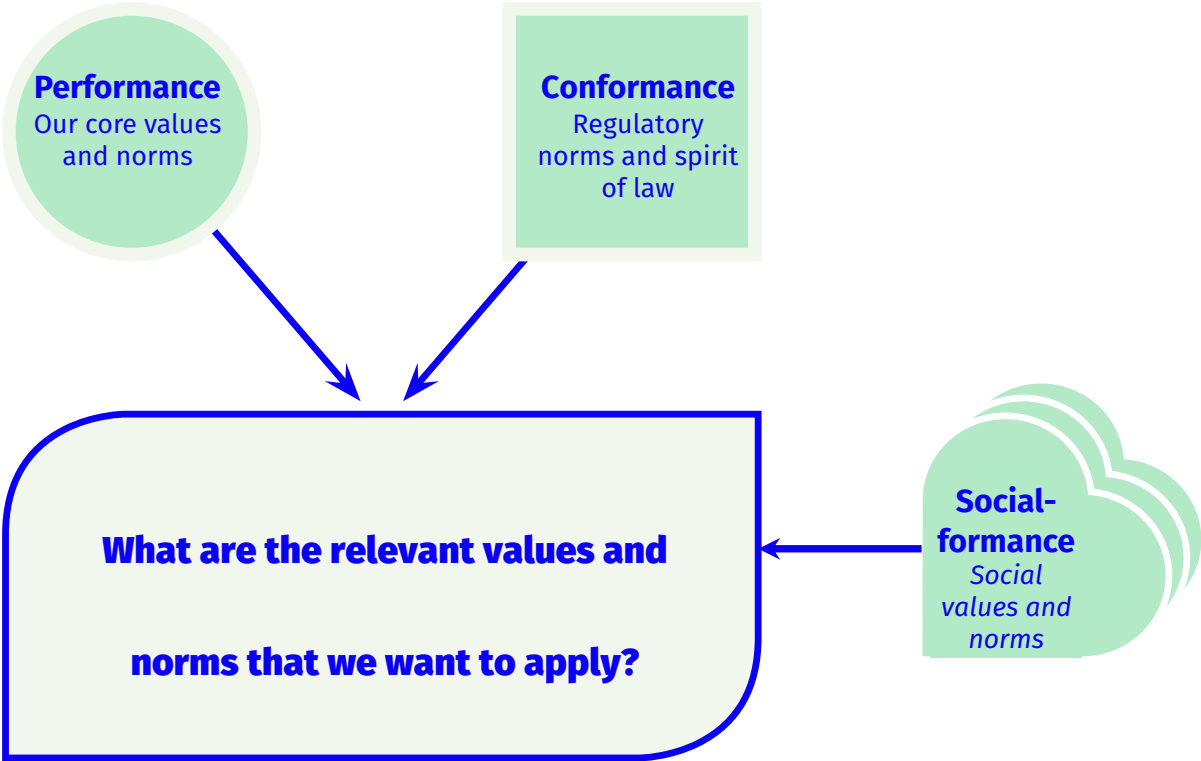 Performance
Our core values
and norms
Conformance
Regulatory
norms and spirit
of law
What are the relevant values and
norms that we want to apply?
Social-
formance
Social
values and
norms